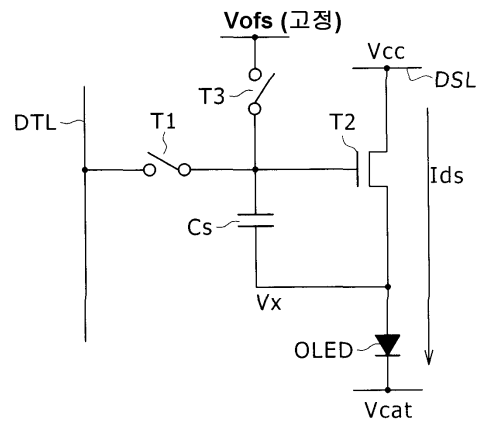 Vofs (고정)
Vcc
DSL
T3
DTL
T1
T2
Ids
Cs
Vx
OLED
Vcat